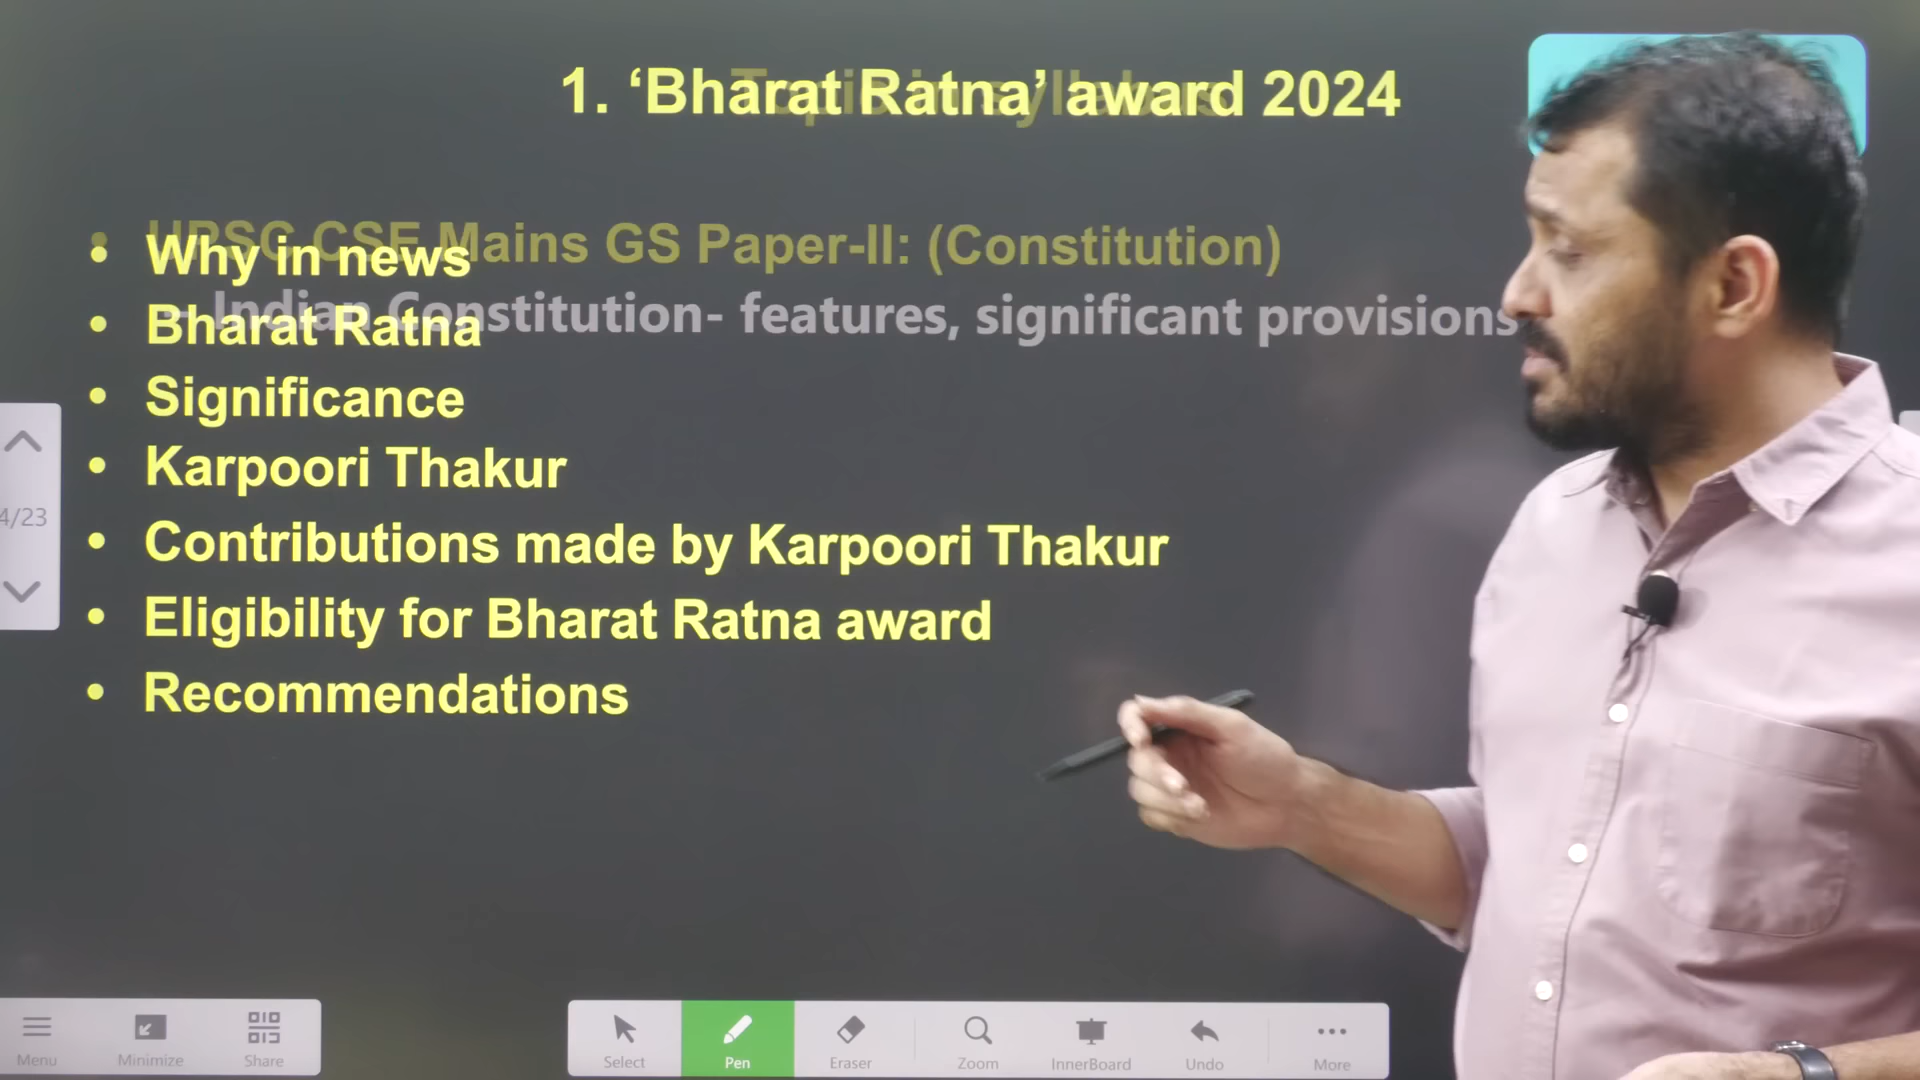 1. ‘Bharat Ratna’ award 2024
• UPSC CSE Mains GS Paper-II: (Constitution)
• Why in news
– Indian Constitution- features, significant provisions
• Bharat Ratna
• Significance
• Karpoori Thakur
4/23
• Contributions made by Karpoori Thakur
• Eligibility for Bharat Ratna award
• Recommendations
Menu Minimize Share Select Pen Eraser Zoom InnerBoard Undo More